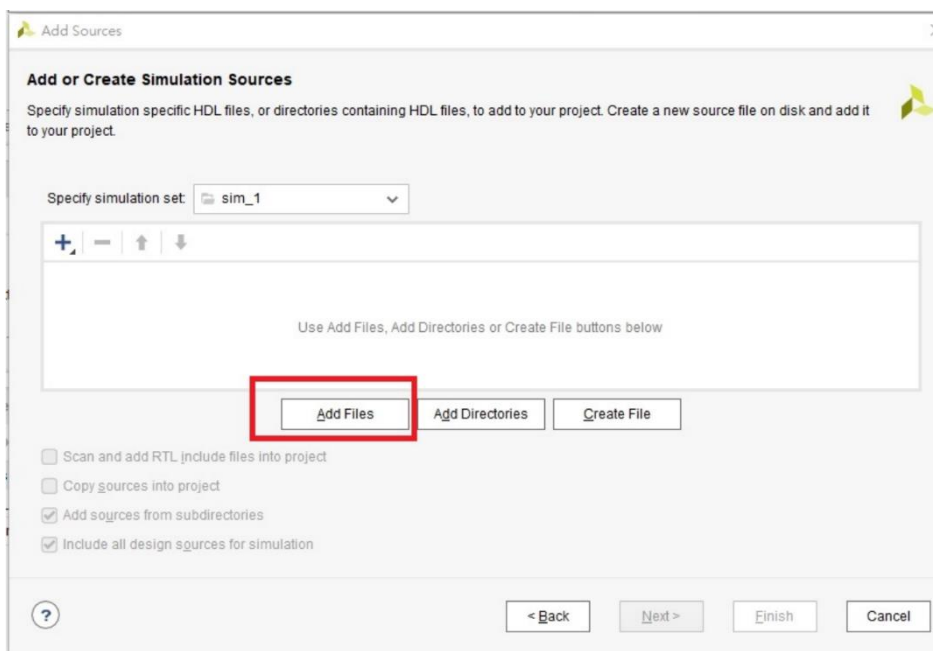 Add Sources
Add or Create Simulation Sources
Specify simulation specific HDL files, or directories containing HDL files, to add to your project. Create a new source file on disk and add it
to your project.
Specify simulation set: sim_1
Use Add Files, Add Directories or Create File buttons below
Add Files Add Directories Create File
Scan and add RTL include files into project
Copy sources into project
Add sources from subdirectories
Include all design sources for simulation
? < Back Next > Finish Cancel